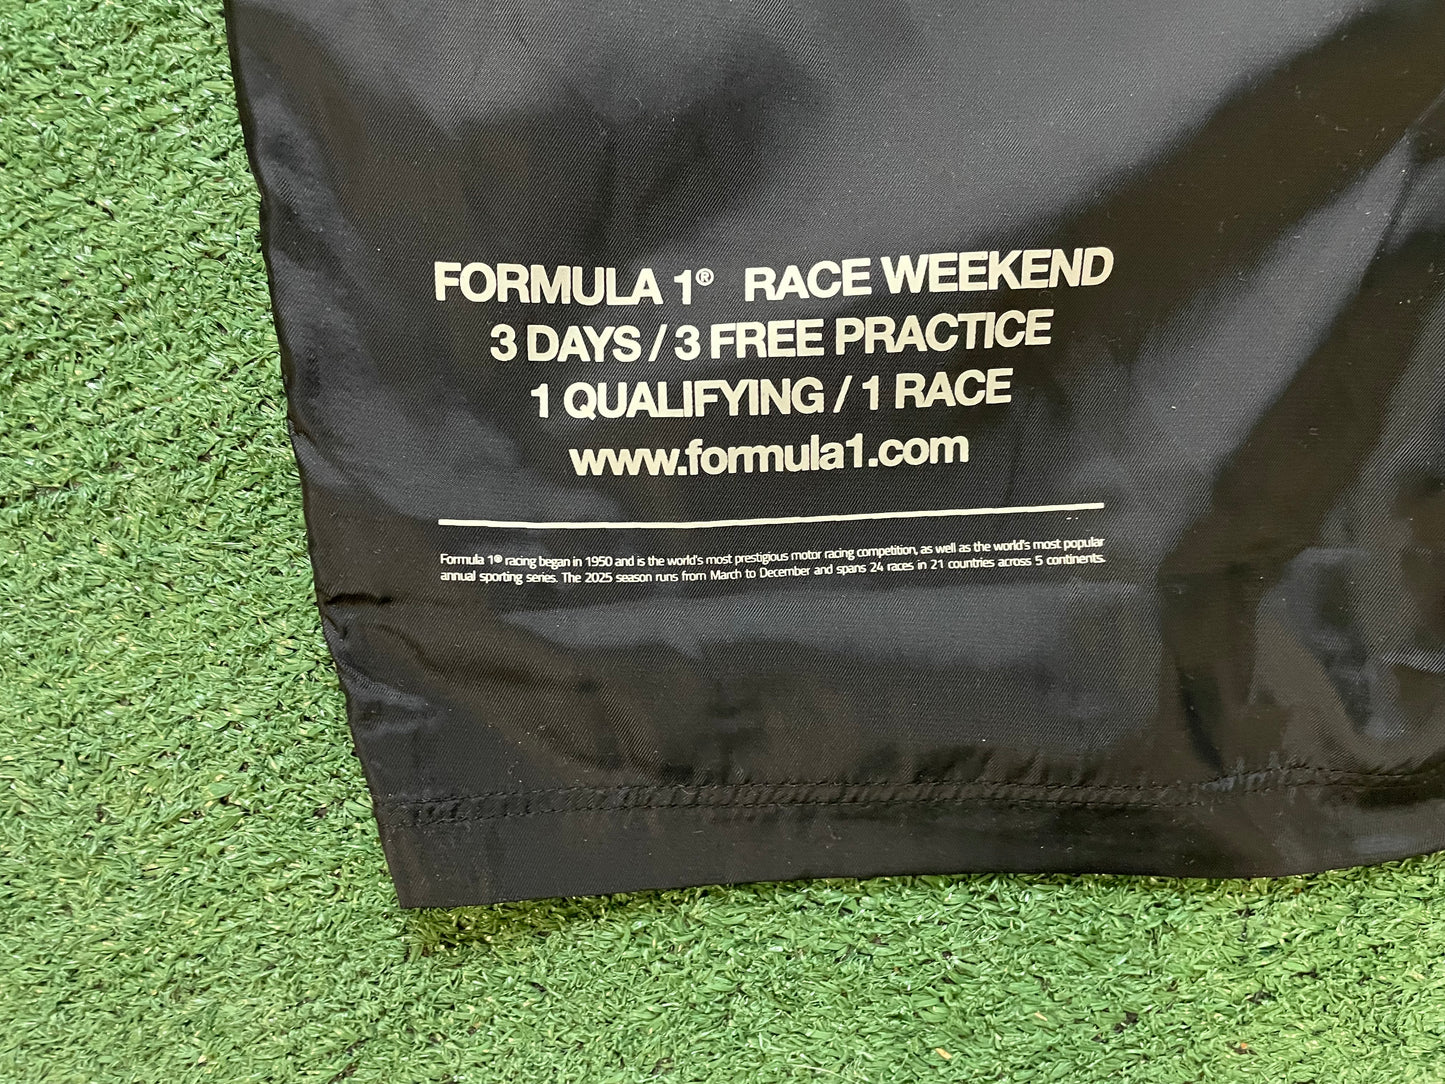 FORMULA 1® RACE WEEKEND
3 DAYS / 3 FREE PRACTICE
1 QUALIFYING / 1 RACE
www.formula1.com
Formula 1® racing began in 1950 and is the world's most prestigious motor racing competition, as well as the world's most popular
annual sporting series. The 2025 season runs from March to December and spans 24 races in 21 countries across 5 continents.